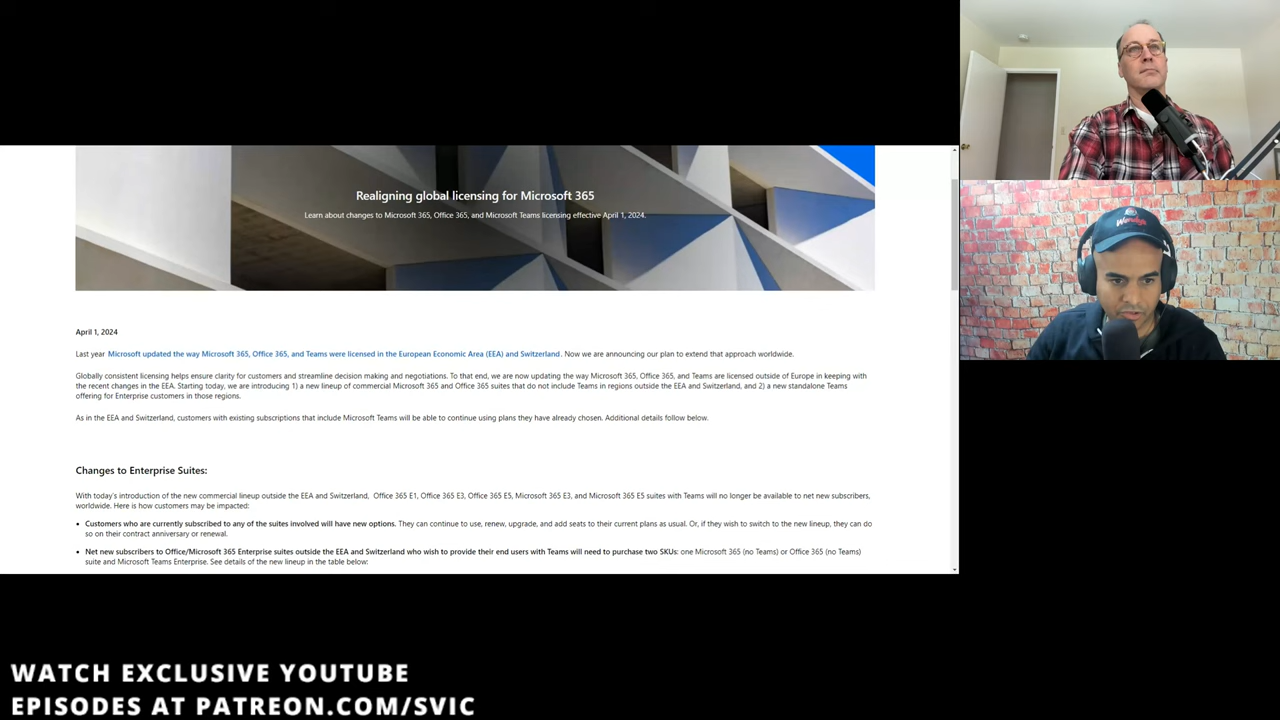 Realigning global licensing for Microsoft 365
Learn about changes to Microsoft 365, Office 365, and Microsoft Teams licensing effective April 1, 2024.
April 1, 2024
Last year Microsoft updated the way Microsoft 365, Office 365, and Teams were licensed in the European Economic Area (EEA) and Switzerland. Now we are announcing our plan to extend that approach worldwide.
Globally consistent licensing helps ensure clarity for customers and streamline decision making and negotiations. To that end, we are now updating the way Microsoft 365, Office 365, and Teams are licensed outside of Europe in keeping with
the recent changes in the EEA. Starting today, we are introducing 1) a new lineup of commercial Microsoft 365 and Office 365 suites that do not include Teams in regions outside the EEA and Switzerland, and 2) a new standalone Teams
offering for Enterprise customers in those regions.
As in the EEA and Switzerland, customers with existing subscriptions that include Microsoft Teams will be able to continue using plans they have already chosen. Additional details follow below.
Changes to Enterprise Suites:
With today's introduction of the new commercial lineup outside the EEA and Switzerland, Office 365 E1, Office 365 E3, Office 365 E5, Microsoft 365 E3, and Microsoft 365 E5 suites with Teams will no longer be available to net new subscribers,
worldwide. Here is how customers may be impacted:
• Customers who are currently subscribed to any of the suites involved will have new options. They can continue to use, renew, upgrade, and add seats to their current plans as usual. Or, if they wish to switch to the new lineup, they can do
so on their contract anniversary or renewal.
• Net new subscribers to Office/Microsoft 365 Enterprise suites outside the EEA and Switzerland who wish to provide their end users with Teams will need to purchase two SKUs: one Microsoft 365 (no Teams) or Office 365 (no Teams)
suite and Microsoft Teams Enterprise. See details of the new lineup in the table below:
WATCH EXCLUSIVE YOUTUBE
EPISODES AT PATREON.COM/SVIC